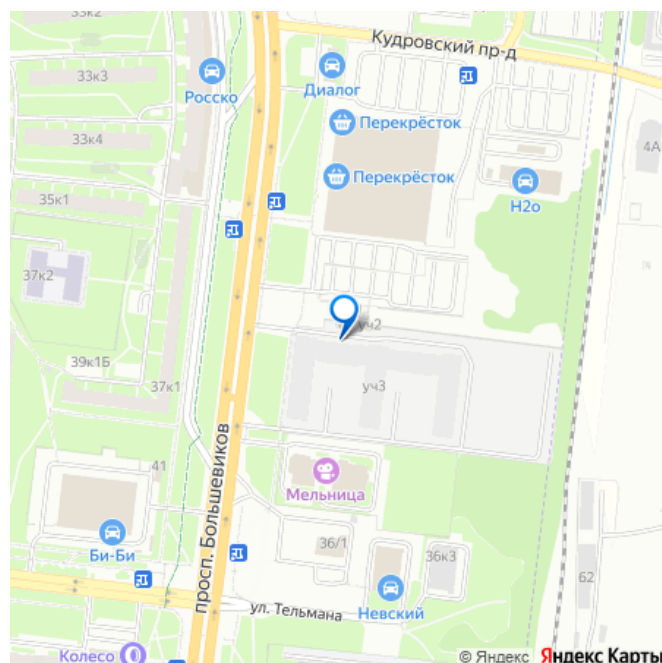 33к2
Кудровский пр-д
33к3
Росско
Диалог
Перекрёсток
33к4
4А
Перекрёсток
35к1
Н2о
37к2
уч2
39к1Б
37к1
уч3
просп. Большевиков
41
Мельница
Би-Би
36/1
36к3
62
ул. Тельмана
Невский
Колесо
© Яндекс Яндекс Карты